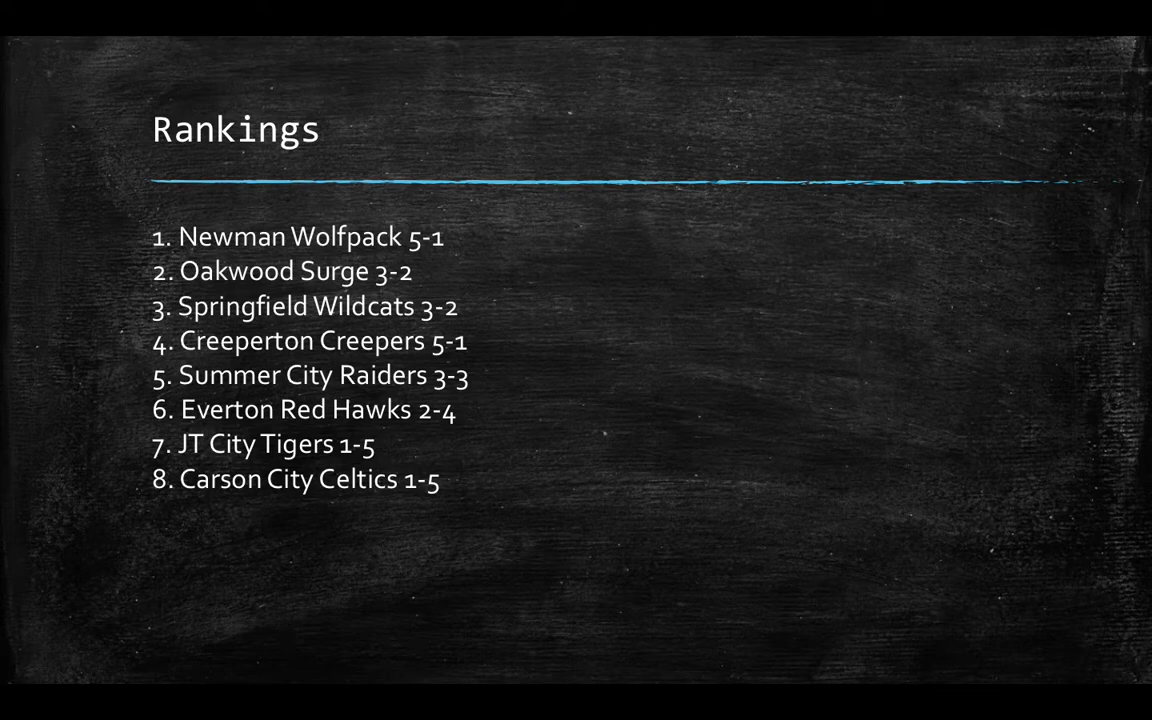 Rankings
1. Newman Wolfpack 5-1
2. Oakwood Surge 3-2
3. Springfield Wildcats 3-2
4. Creeperton Creepers 5-1
5. Summer City Raiders 3-3
6. Everton Red Hawks 2-4
7. JT City Tigers 1-5
8. Carson City Celtics 1-5